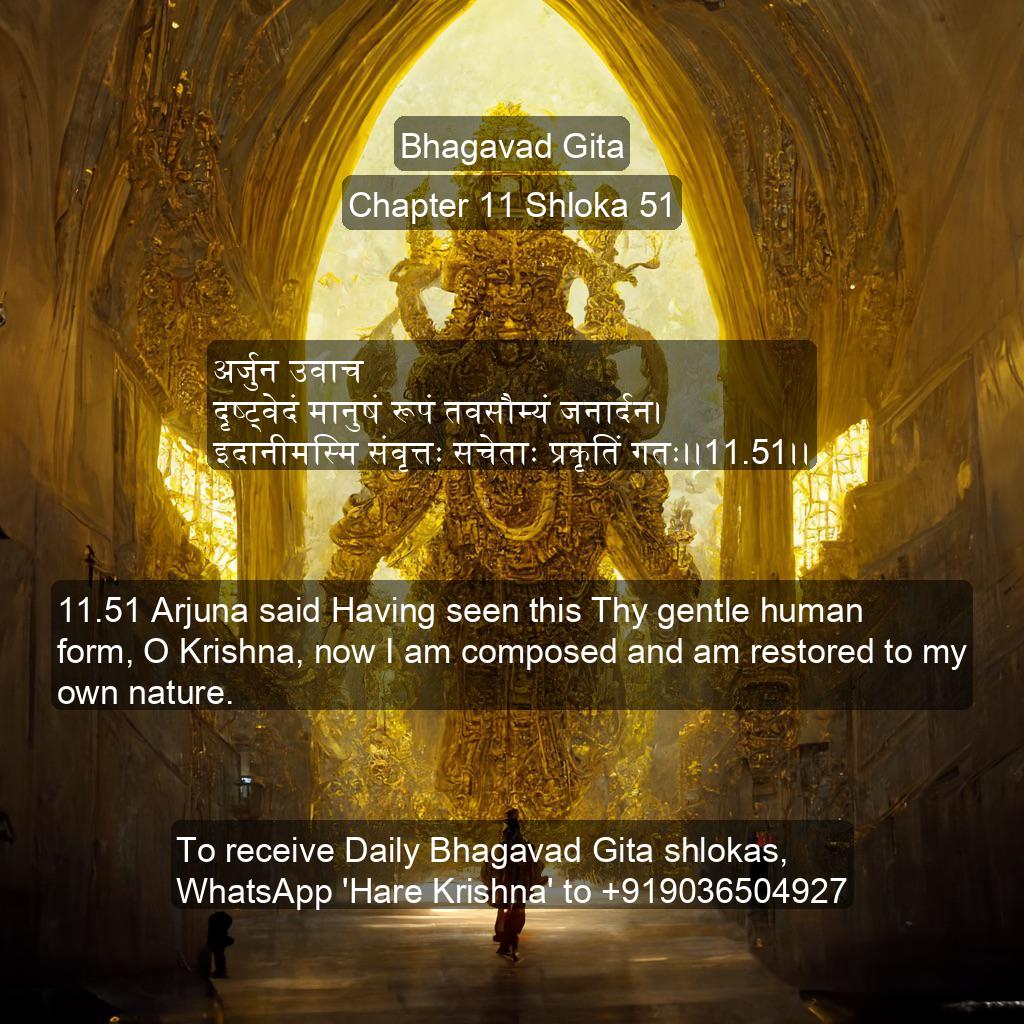 Bhagavad Gita
Chapter 11 Shloka 51
अर्जुन उवाच
दृष्ट्वेदं मानुषं रूपं तवसौम्यं जनार्दन।
इदानीमस्मि संवृत्तः सचेताः प्रकृतिं गतः।।11.51।।
11.51 Arjuna said Having seen this Thy gentle human
form, O Krishna, now I am composed and am restored to my
own nature.
To receive Daily Bhagavad Gita shlokas,
WhatsApp 'Hare Krishna' to +919036504927